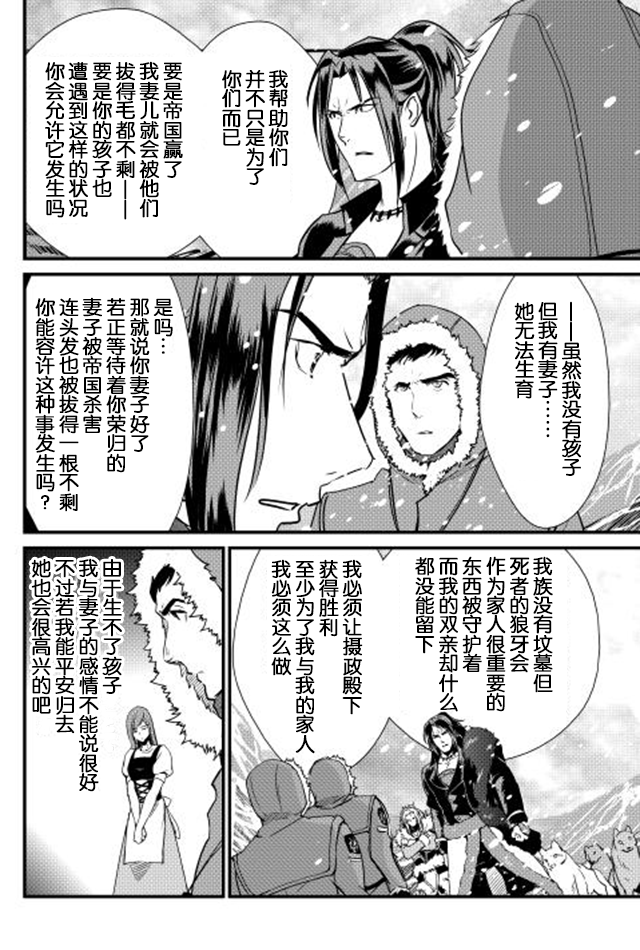 我帮助你们
并不只是为了
你们而已
要是帝国赢了
我妻儿就会被他们
拔得毛都不剩——
要是你的孩子也
遭遇到这样的状况
你会允许它发生吗
——虽然我没有孩子
但我有妻子……
她无法生育
是吗…
那就说你妻子好了
若正等待着你荣归的
妻子被帝国杀害
连头发也被拔得一根不剩
你能容许这种事发生吗?
我族没有坟墓但
死者的狼牙会
作为家人很重要的
东西被守护着
而我的双亲却什么
都没能留下
我必须让摄政殿下
获得胜利
至少为了我与我的家人
我必须这么做
由于生不了孩子
我与妻子的感情不能说很好
不过若我能平安归去
她也会很高兴的吧